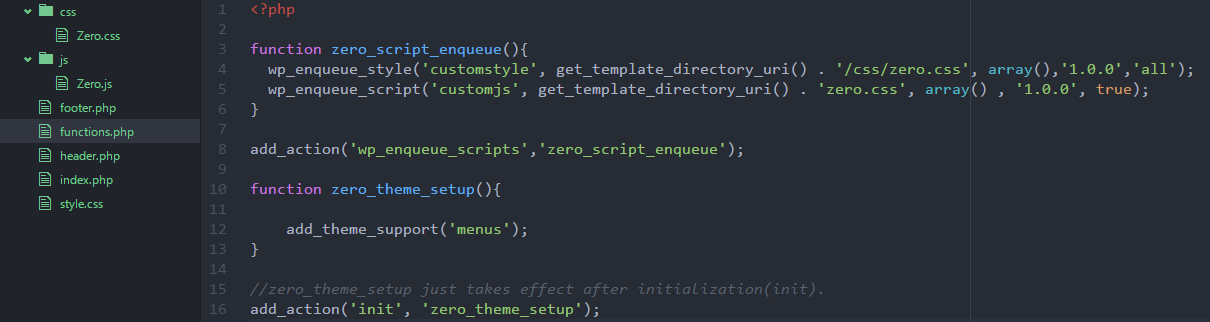 css
Zero.css
js
Zero.js
footer.php
functions.php
header.php
index.php
style.css
1 <?php
2
3 function zero_script_enqueue(){
4   wp_enqueue_style('customstyle', get_template_directory_uri() . '/css/zero.css', array(),'1.0.0','all');
5   wp_enqueue_script('customjs', get_template_directory_uri() . 'zero.css', array() , '1.0.0', true);
6 }
7
8 add_action('wp_enqueue_scripts','zero_script_enqueue');
9
10 function zero_theme_setup(){
11
12     add_theme_support('menus');
13 }
14
15 //zero_theme_setup just takes effect after initialization(init).
16 add_action('init', 'zero_theme_setup');